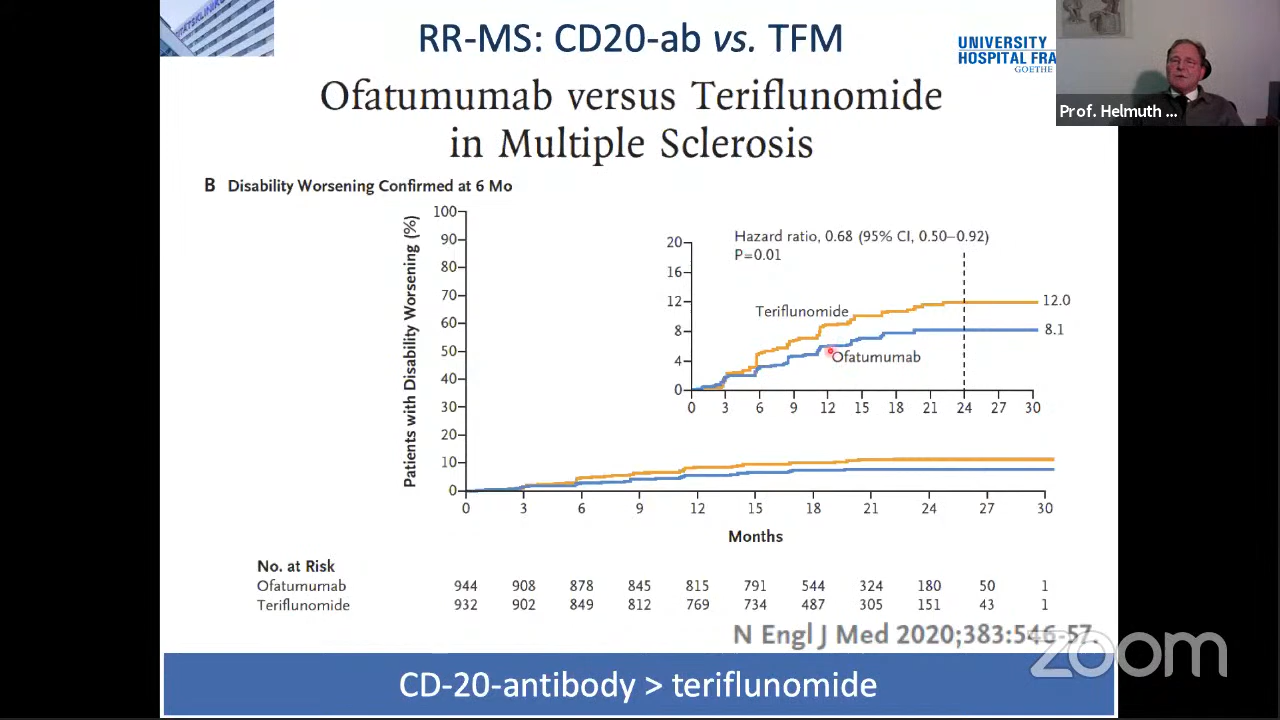 RR-MS: CD20-ab vs. TFM
UNIVERSITY
HOSPITAL FRA
GOETHE
Prof. Helmuth ...
Ofatumumab versus Teriflunomide
in Multiple Sclerosis
B Disability Worsening Confirmed at 6 Mo
Patients with Disability Worsening (%)
100
90
80
70
60
50
40
30
20
10
0
0 3 6 9 12 15 18 21 24 27 30
Months
Hazard ratio, 0.68 (95% CI, 0.50–0.92)
P=0.01
20
16
12
8
4
0
Teriflunomide
Ofatumumab
12.0
8.1
0 3 6 9 12 15 18 21 24 27 30
No. at Risk
Ofatumumab 944 908 878 845 815 791 544 324 180 50 1
Teriflunomide 932 902 849 812 769 734 487 305 151 43 1
N Engl J Med 2020;383:546-57.
zoom
CD-20-antibody > teriflunomide